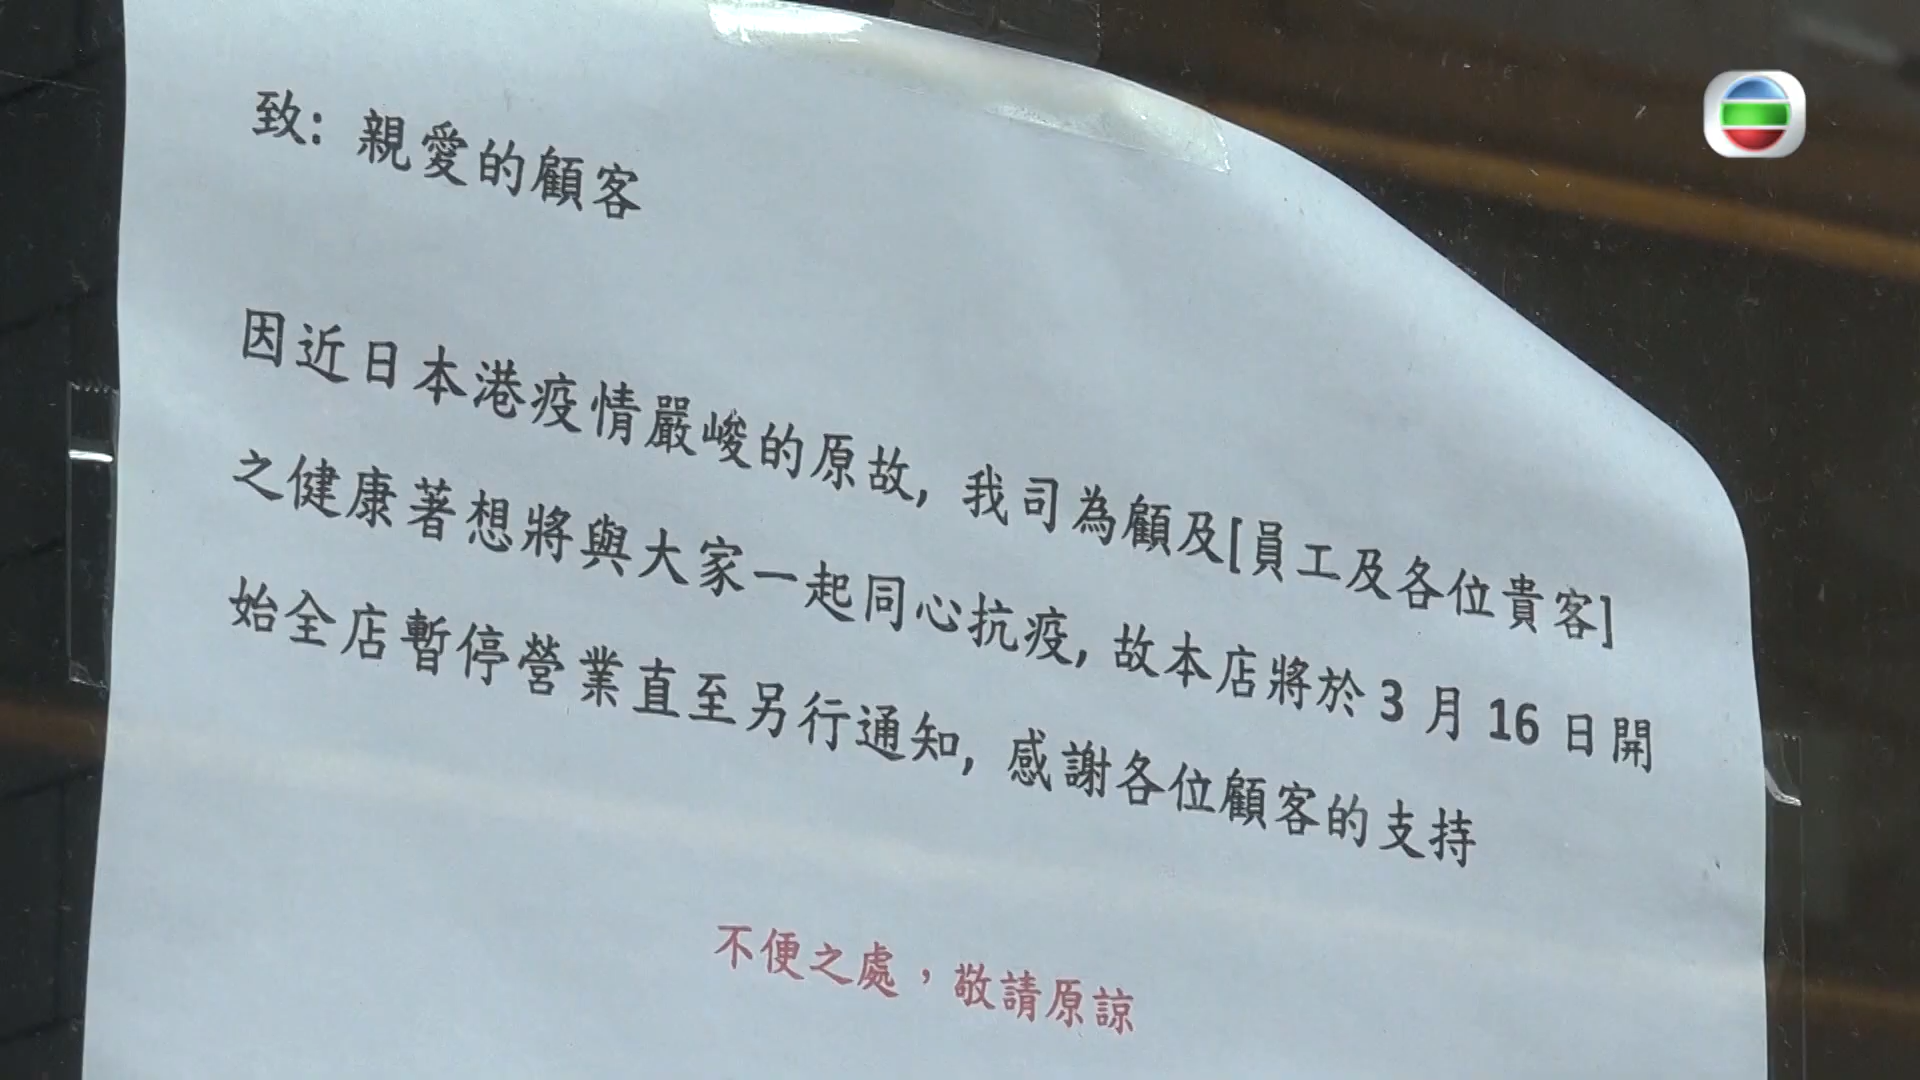 致: 親愛的顧客
因近日本港疫情嚴峻的原故, 我司為顧及[員工及各位貴客]
之健康著想將與大家一起同心抗疫, 故本店將於 3 月 16 日開
始全店暫停營業直至另行通知, 感謝各位顧客的支持
不便之處，敬請原諒